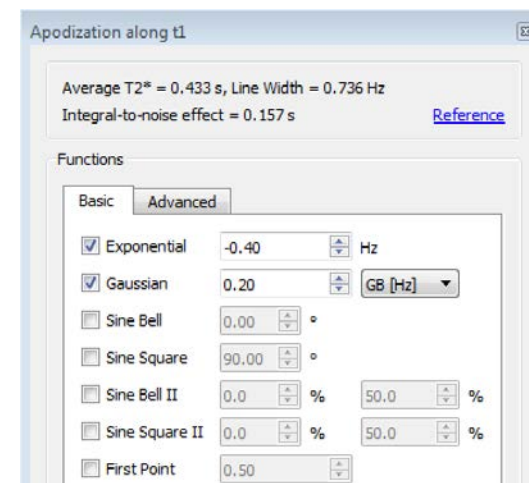 Apodization along t1
Average T2* = 0.433 s, Line Width = 0.736 Hz
Integral-to-noise effect = 0.157 s Reference
Functions
Basic Advanced
Exponential -0.40 Hz
Gaussian 0.20 GB [Hz]
Sine Bell 0.00 °
Sine Square 90.00 °
Sine Bell II 0.0 % 50.0 %
Sine Square II 0.0 % 50.0 %
First Point 0.50